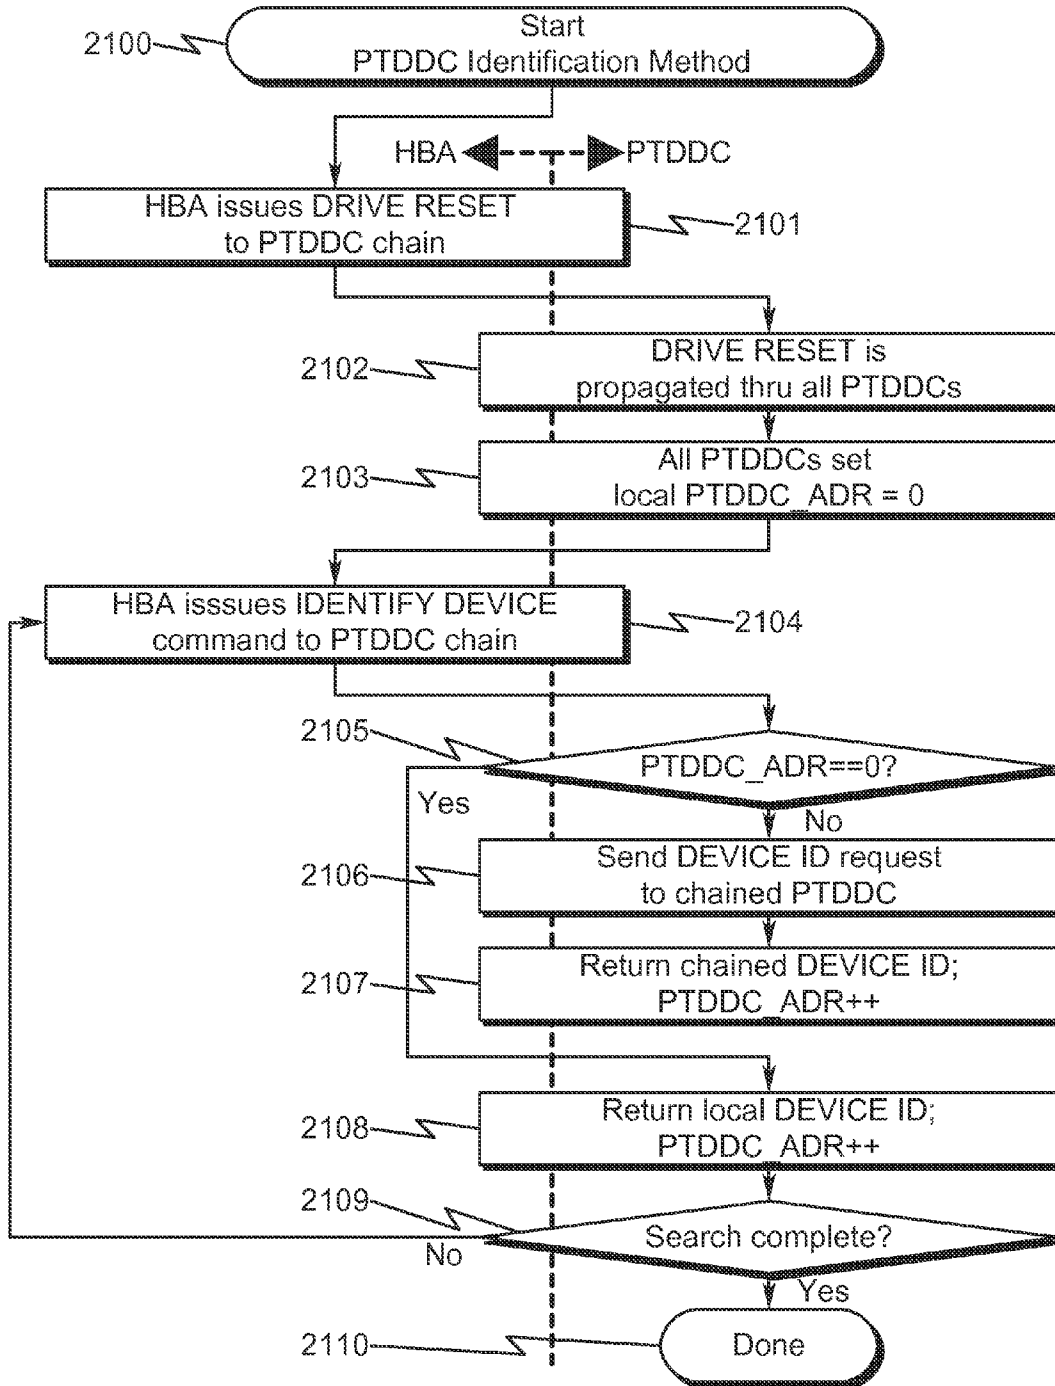 Start
PTDDC Identification Method
2100
HBA
PTDDC
HBA issues DRIVE RESET
to PTDDC chain
2101
DRIVE RESET is
propagated thru all PTDDCs
2102
All PTDDCs set
local PTDDC_ADR = 0
2103
HBA isssues IDENTIFY DEVICE
command to PTDDC chain
2104
2105
PTDDC_ADR==0?
Yes
No
Send DEVICE ID request
to chained PTDDC
2106
Return chained DEVICE ID;
PTDDC_ADR++
2107
Return local DEVICE ID;
PTDDC_ADR++
2108
2109
Search complete?
No
Yes
2110
Done